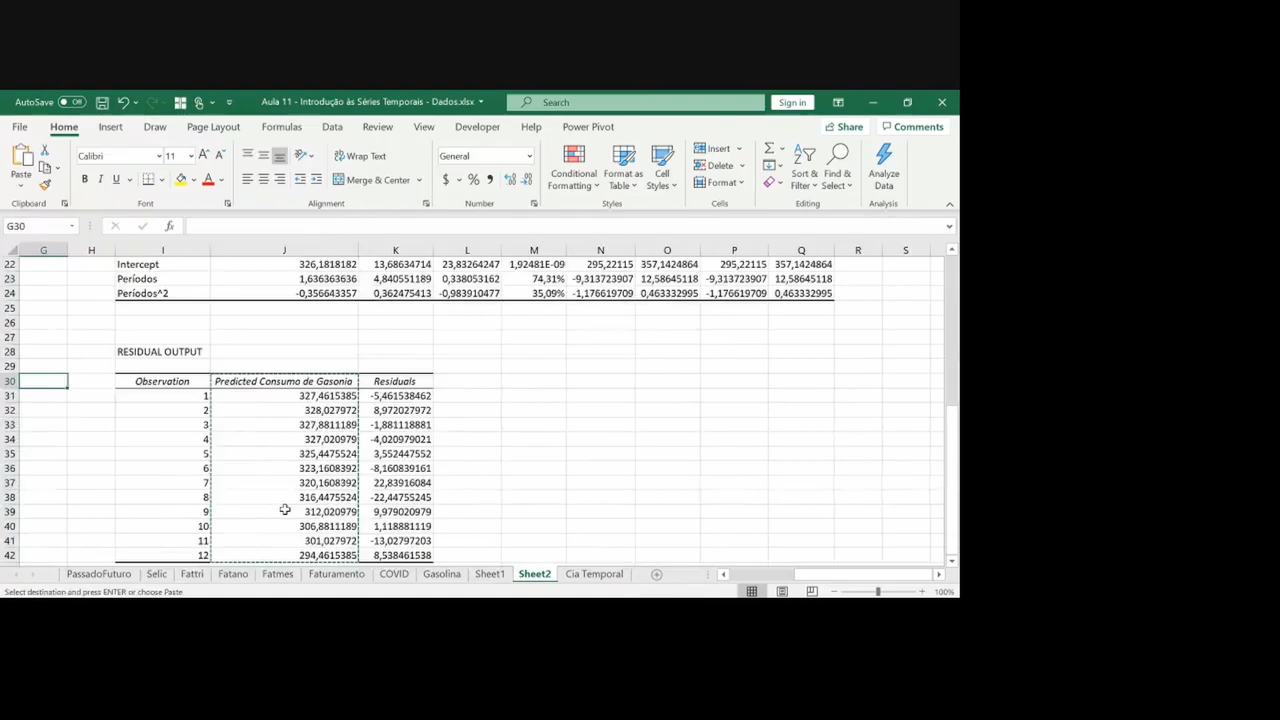 AutoSave Off Aula 11 - Introdução às Séries Temporais - Dados.xlsx Search Sign in
File Home Insert Draw Page Layout Formulas Data Review View Developer Help Power Pivot Share Comments
Paste Calibri 11 A A Wrap Text General Conditional Formatting Format as Table Cell Styles Insert Σ Sort & Filter Find & Select Analyze Data
B I U A Merge & Center $ % Delete
Format
Clipboard Font Alignment Number Styles Cells Editing Analysis
G30 fx
G H I J K L M N O P Q R S
22 Intercept 326,1818182 13,68634714 23,83264247 1,92481E-09 295,22115 357,1424864 295,22115 357,1424864
23 Períodos 1,636363636 4,840551189 0,338053162 74,31% -9,313723907 12,58645118 -9,313723907 12,58645118
24 Períodos^2 -0,356643357 0,362475413 -0,983910477 35,09% -1,176619709 0,463332995 -1,176619709 0,463332995
25
26
27
28 RESIDUAL OUTPUT
29
30 Observation Predicted Consumo de Gasonia Residuals
31 1 327,4615385 -5,461538462
32 2 328,027972 8,972027972
33 3 327,8811189 -1,881118881
34 4 327,020979 -4,020979021
35 5 325,4475524 3,552447552
36 6 323,1608392 -8,160839161
37 7 320,1608392 22,83916084
38 8 316,4475524 -22,44755245
39 9 312,020979 9,979020979
40 10 306,8811189 1,118881119
41 11 301,027972 -13,02797203
42 12 294,4615385 8,538461538
PassadoFuturo Selic Fattri Fatano Fatmes Faturamento COVID Gasolina Sheet1 Sheet2 Cia Temporal
Select destination and press ENTER or choose Paste 100%